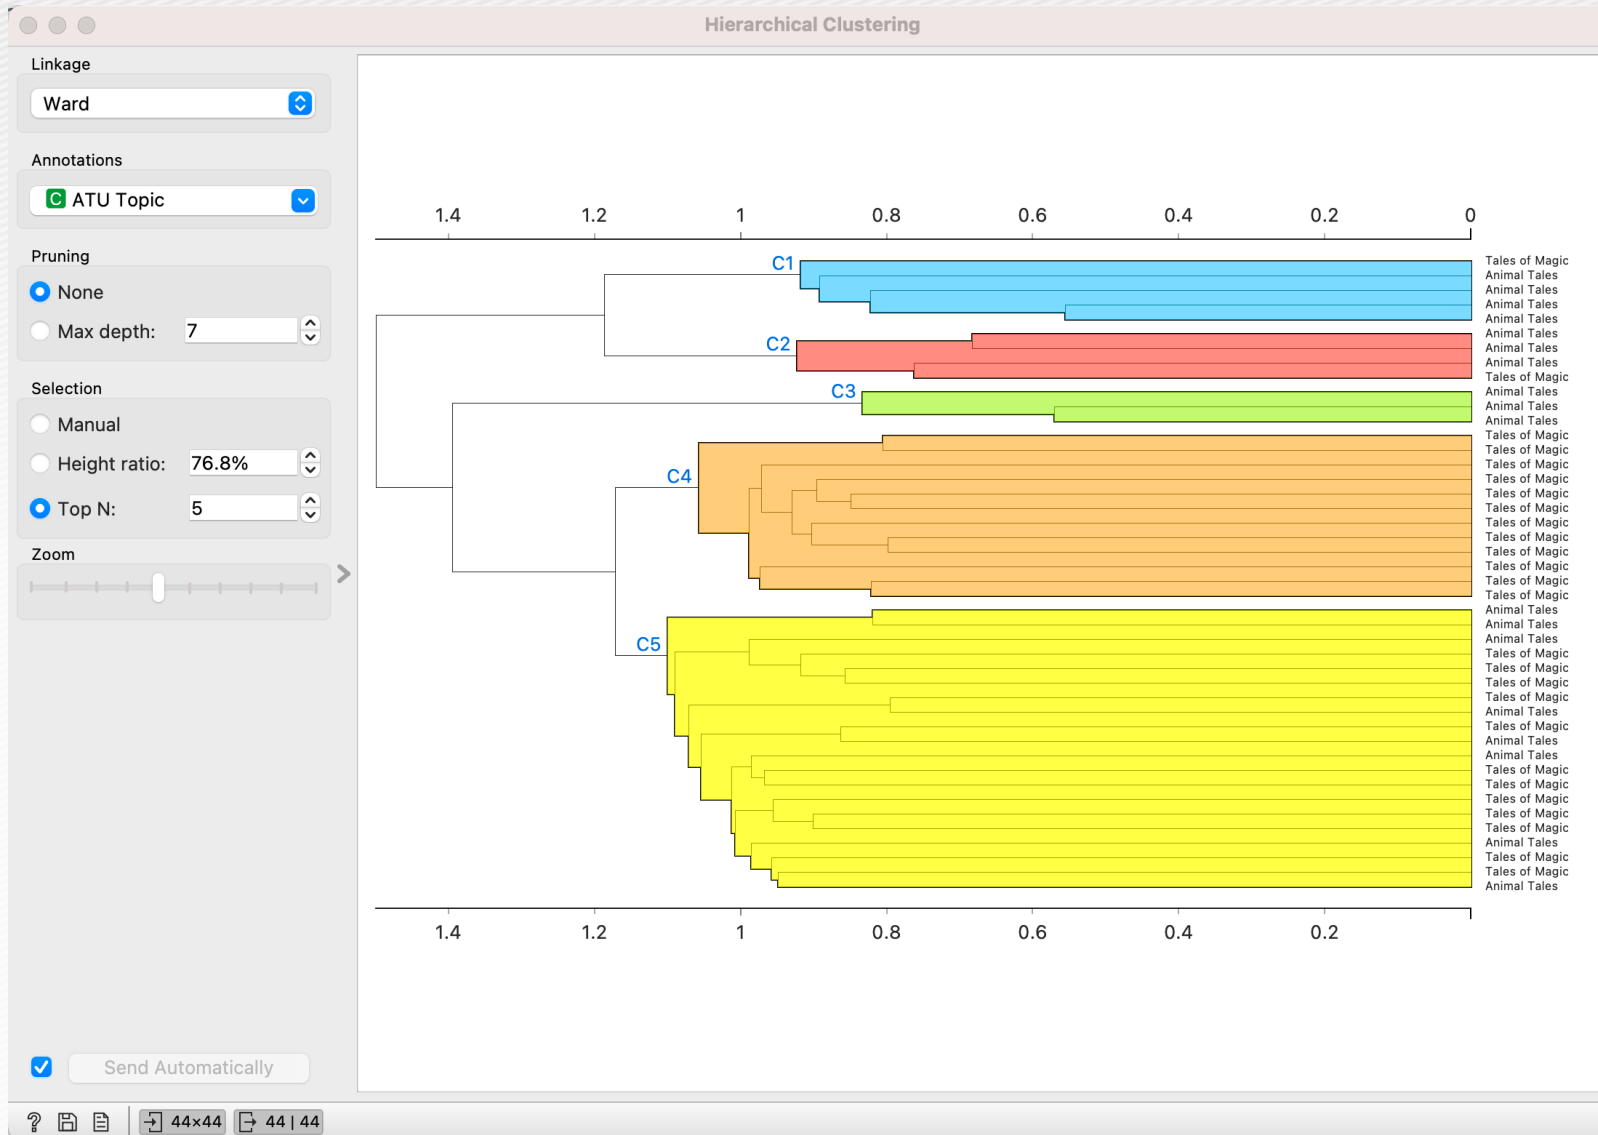 Hierarchical Clustering
Linkage
Ward
Annotations
C ATU Topic
Pruning
None
Max depth: 7
Selection
Manual
Height ratio: 76.8%
Top N: 5
Zoom
Send Automatically
? 44×44 44 | 44
1.4 1.2 1 0.8 0.6 0.4 0.2 0
C1
C2
C3
C4
C5
Tales of Magic
Animal Tales
Animal Tales
Animal Tales
Animal Tales
Animal Tales
Animal Tales
Animal Tales
Tales of Magic
Animal Tales
Animal Tales
Animal Tales
Tales of Magic
Tales of Magic
Tales of Magic
Tales of Magic
Tales of Magic
Tales of Magic
Tales of Magic
Tales of Magic
Tales of Magic
Tales of Magic
Tales of Magic
Tales of Magic
Animal Tales
Animal Tales
Animal Tales
Tales of Magic
Tales of Magic
Tales of Magic
Tales of Magic
Animal Tales
Tales of Magic
Animal Tales
Animal Tales
Tales of Magic
Tales of Magic
Tales of Magic
Tales of Magic
Tales of Magic
Animal Tales
Tales of Magic
Tales of Magic
Animal Tales
1.4 1.2 1 0.8 0.6 0.4 0.2 0